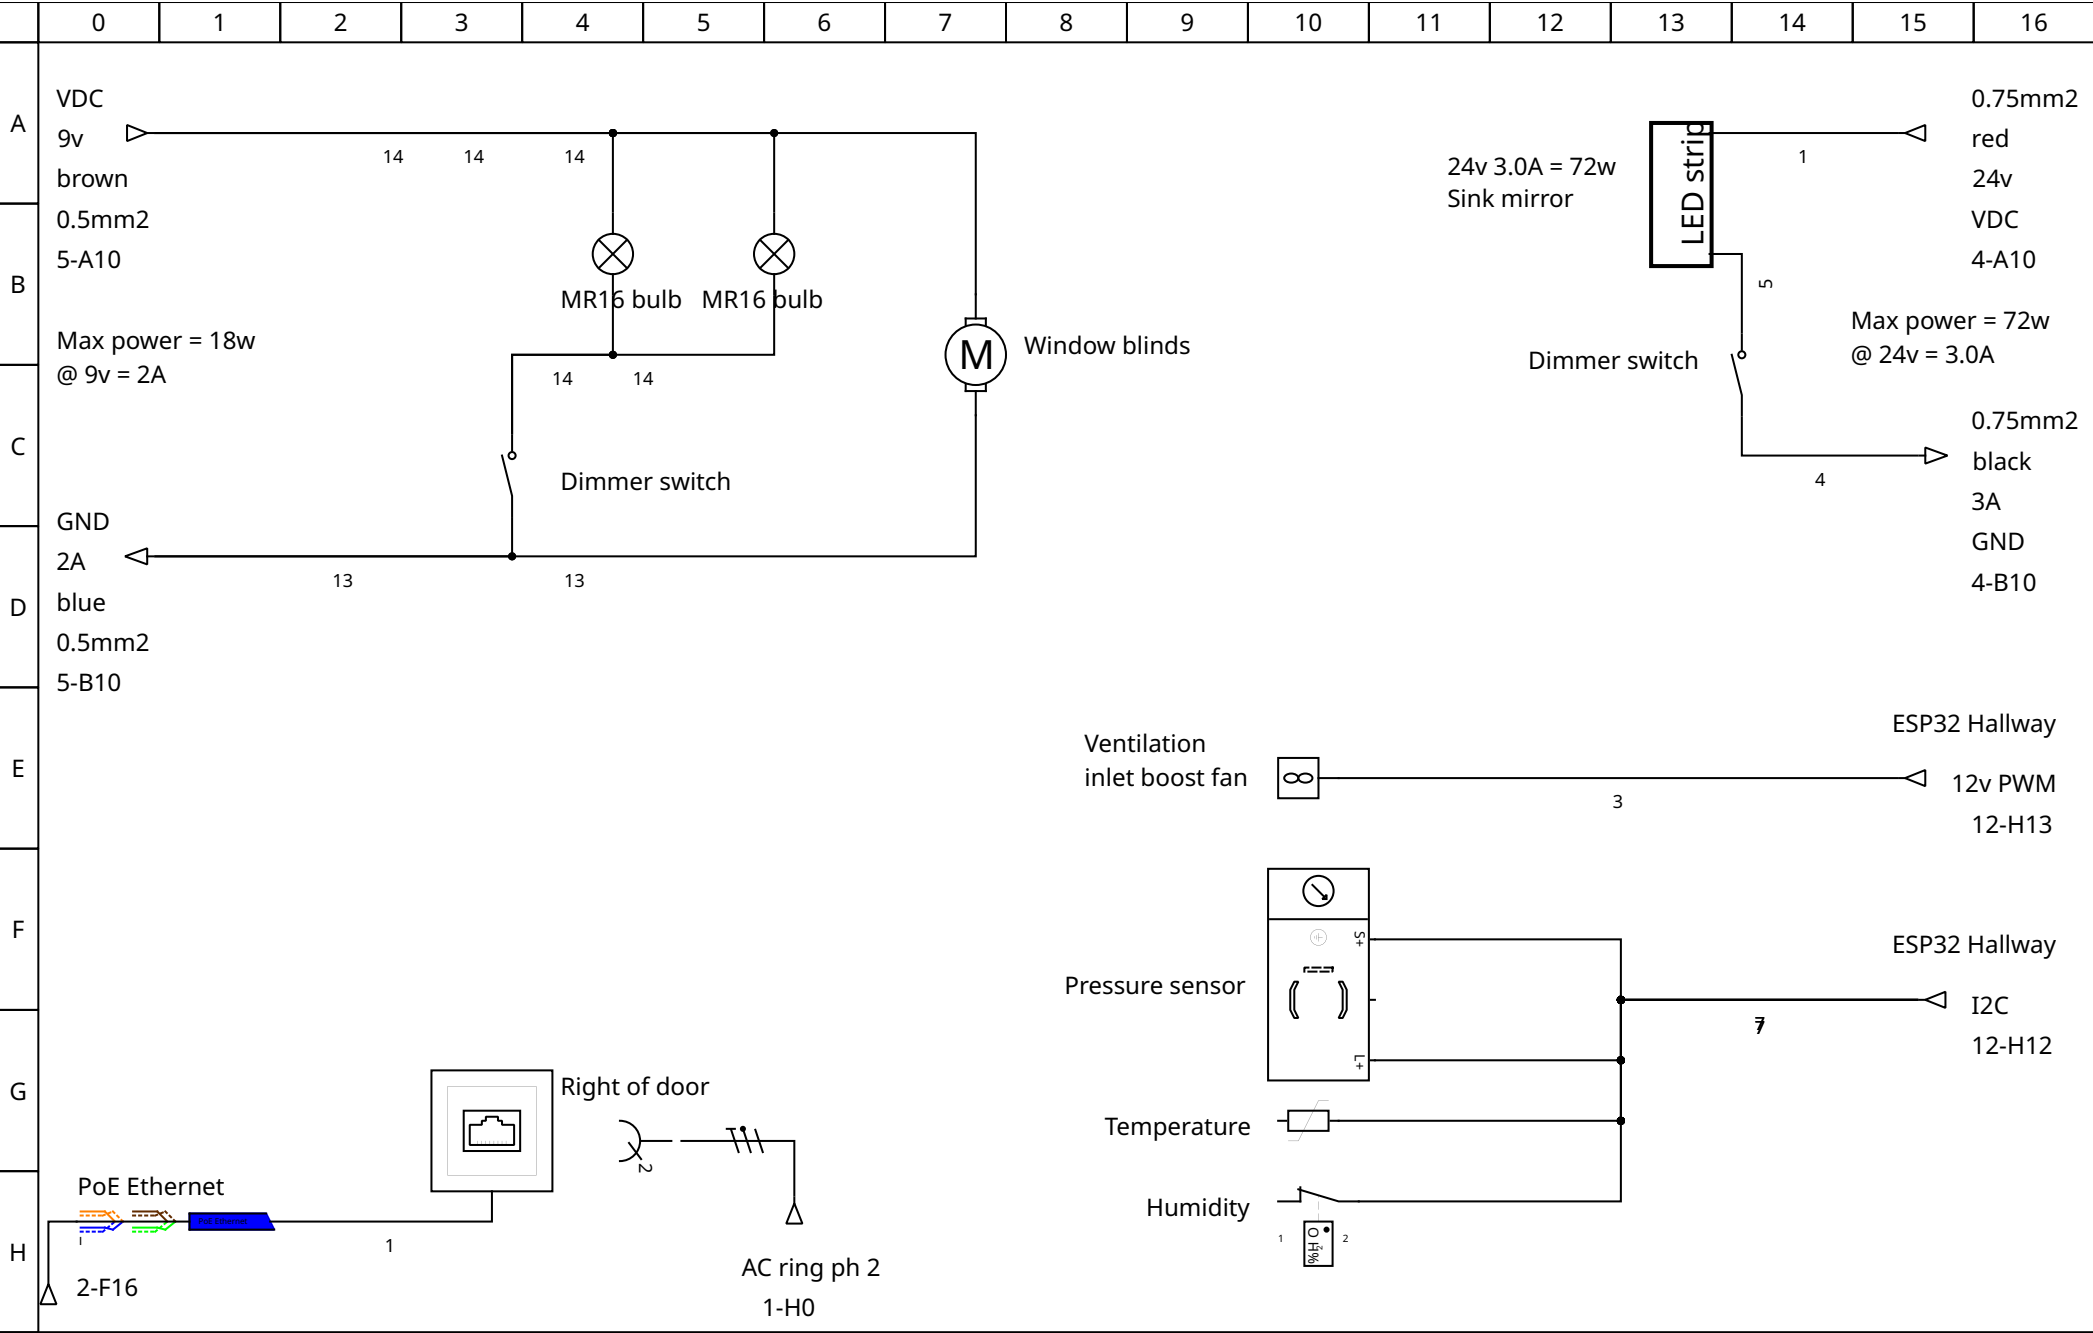 0 1 2 3 4 5 6 7 8 9 10 11 12 13 14 15 16
A
B
C
D
E
F
G
H
VDC
9v
brown
0.5mm2
5-A10
14 14 14
MR16 bulb MR16 bulb
Max power = 18w
@ 9v = 2A
14 14
M
Window blinds
Dimmer switch
GND
2A
blue
0.5mm2
5-B10
13 13
24v 3.0A = 72w
Sink mirror
LED strip
1
5
0.75mm2
red
24v
VDC
4-A10
Max power = 72w
@ 24v = 3.0A
Dimmer switch
4
0.75mm2
black
3A
GND
4-B10
Ventilation
inlet boost fan
3
ESP32 Hallway
12v PWM
12-H13
Pressure sensor
S+
L+
7
ESP32 Hallway
I2C
12-H12
Temperature
Humidity
1 2
%H2O
Right of door
2
PoE Ethernet
PoE Ethernet
1
2-F16
AC ring ph 2
1-H0